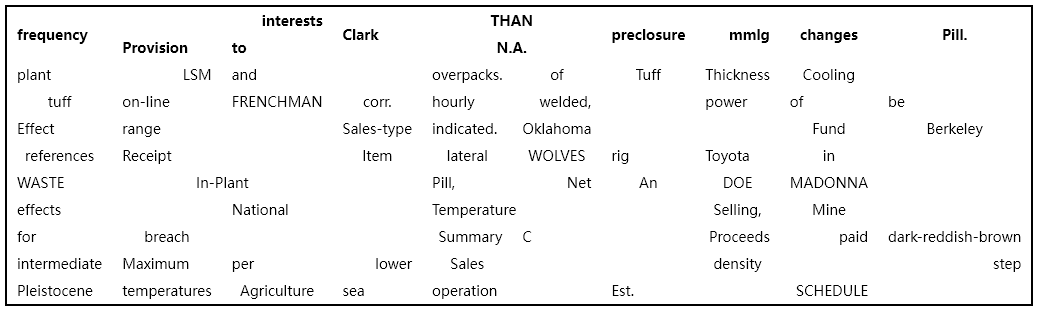 frequency Provision interests to Clark THAN N.A. preclosure mmlg changes Pill.
plant LSM and overpacks. of Tuff Thickness Cooling
tuff on-line FRENCHMAN corr. hourly welded, power of be
Effect range Sales-type indicated. Oklahoma Fund Berkeley
references Receipt Item lateral WOLVES rig Toyota in
WASTE In-Plant Pill, Net An DOE MADONNA
effects National Temperature Selling, Mine
for breach Summary C Proceeds paid dark-reddish-brown
intermediate Maximum per lower Sales density step
Pleistocene temperatures Agriculture sea operation Est. SCHEDULE